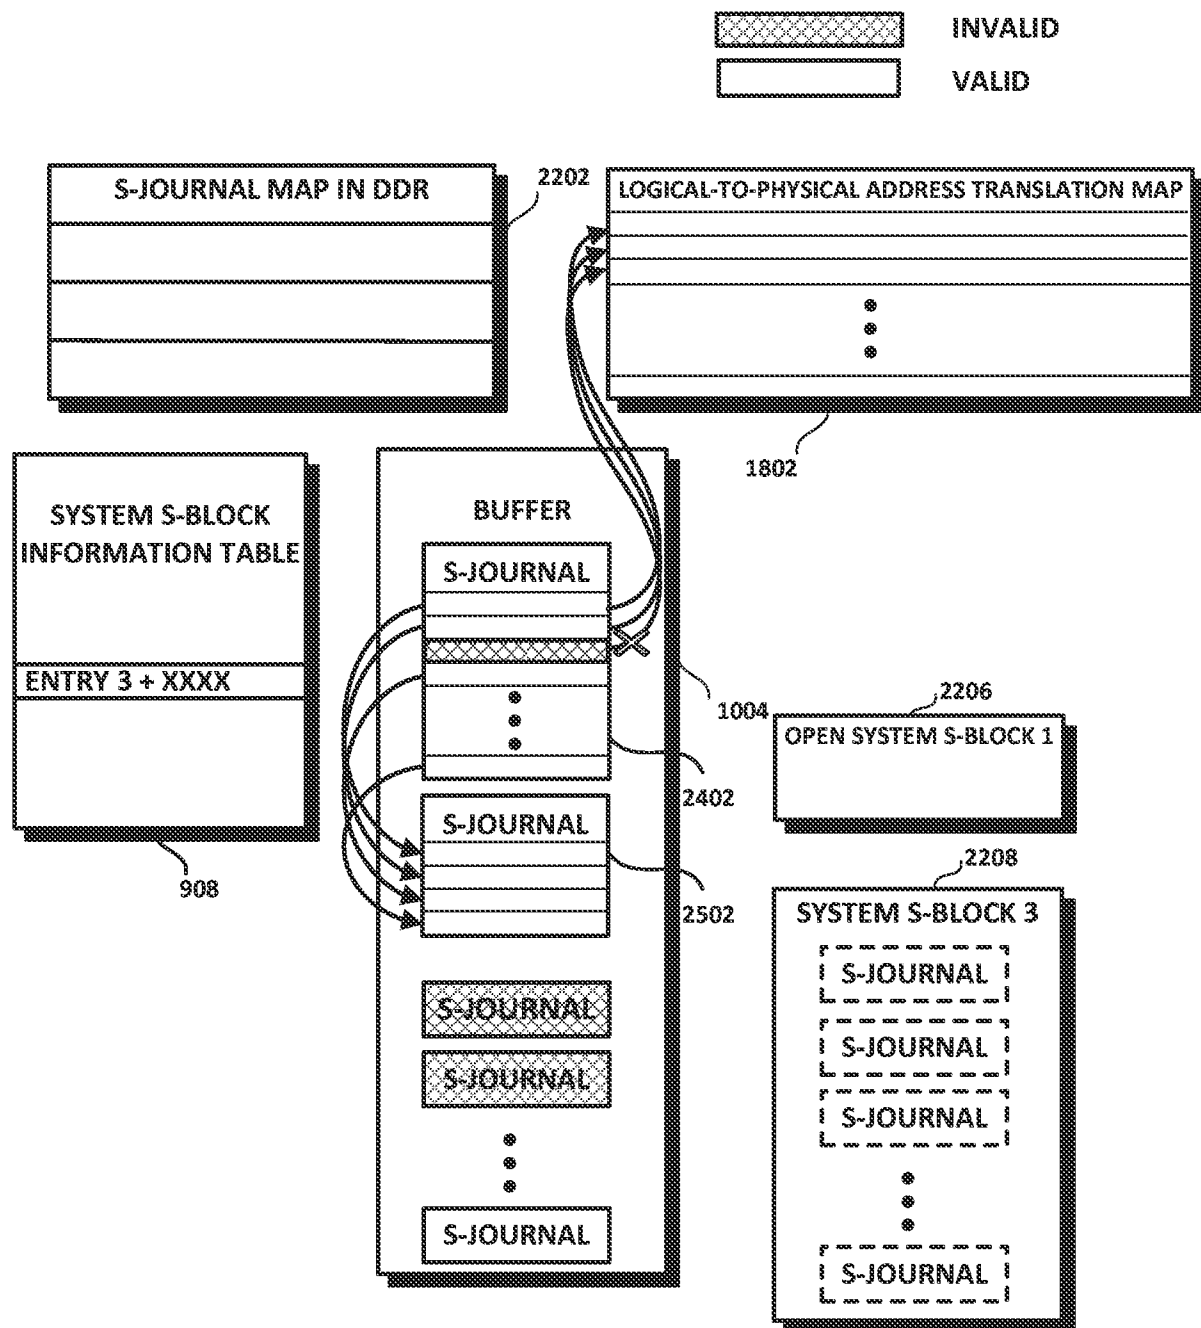 INVALID
VALID
S-JOURNAL MAP IN DDR
2202
LOGICAL-TO-PHYSICAL ADDRESS TRANSLATION MAP
1802
SYSTEM S-BLOCK
INFORMATION TABLE
ENTRY 3 + XXXX
908
BUFFER
S-JOURNAL
1004
2402
S-JOURNAL
2502
S-JOURNAL
S-JOURNAL
S-JOURNAL
2206
OPEN SYSTEM S-BLOCK 1
2208
SYSTEM S-BLOCK 3
S-JOURNAL
S-JOURNAL
S-JOURNAL
S-JOURNAL